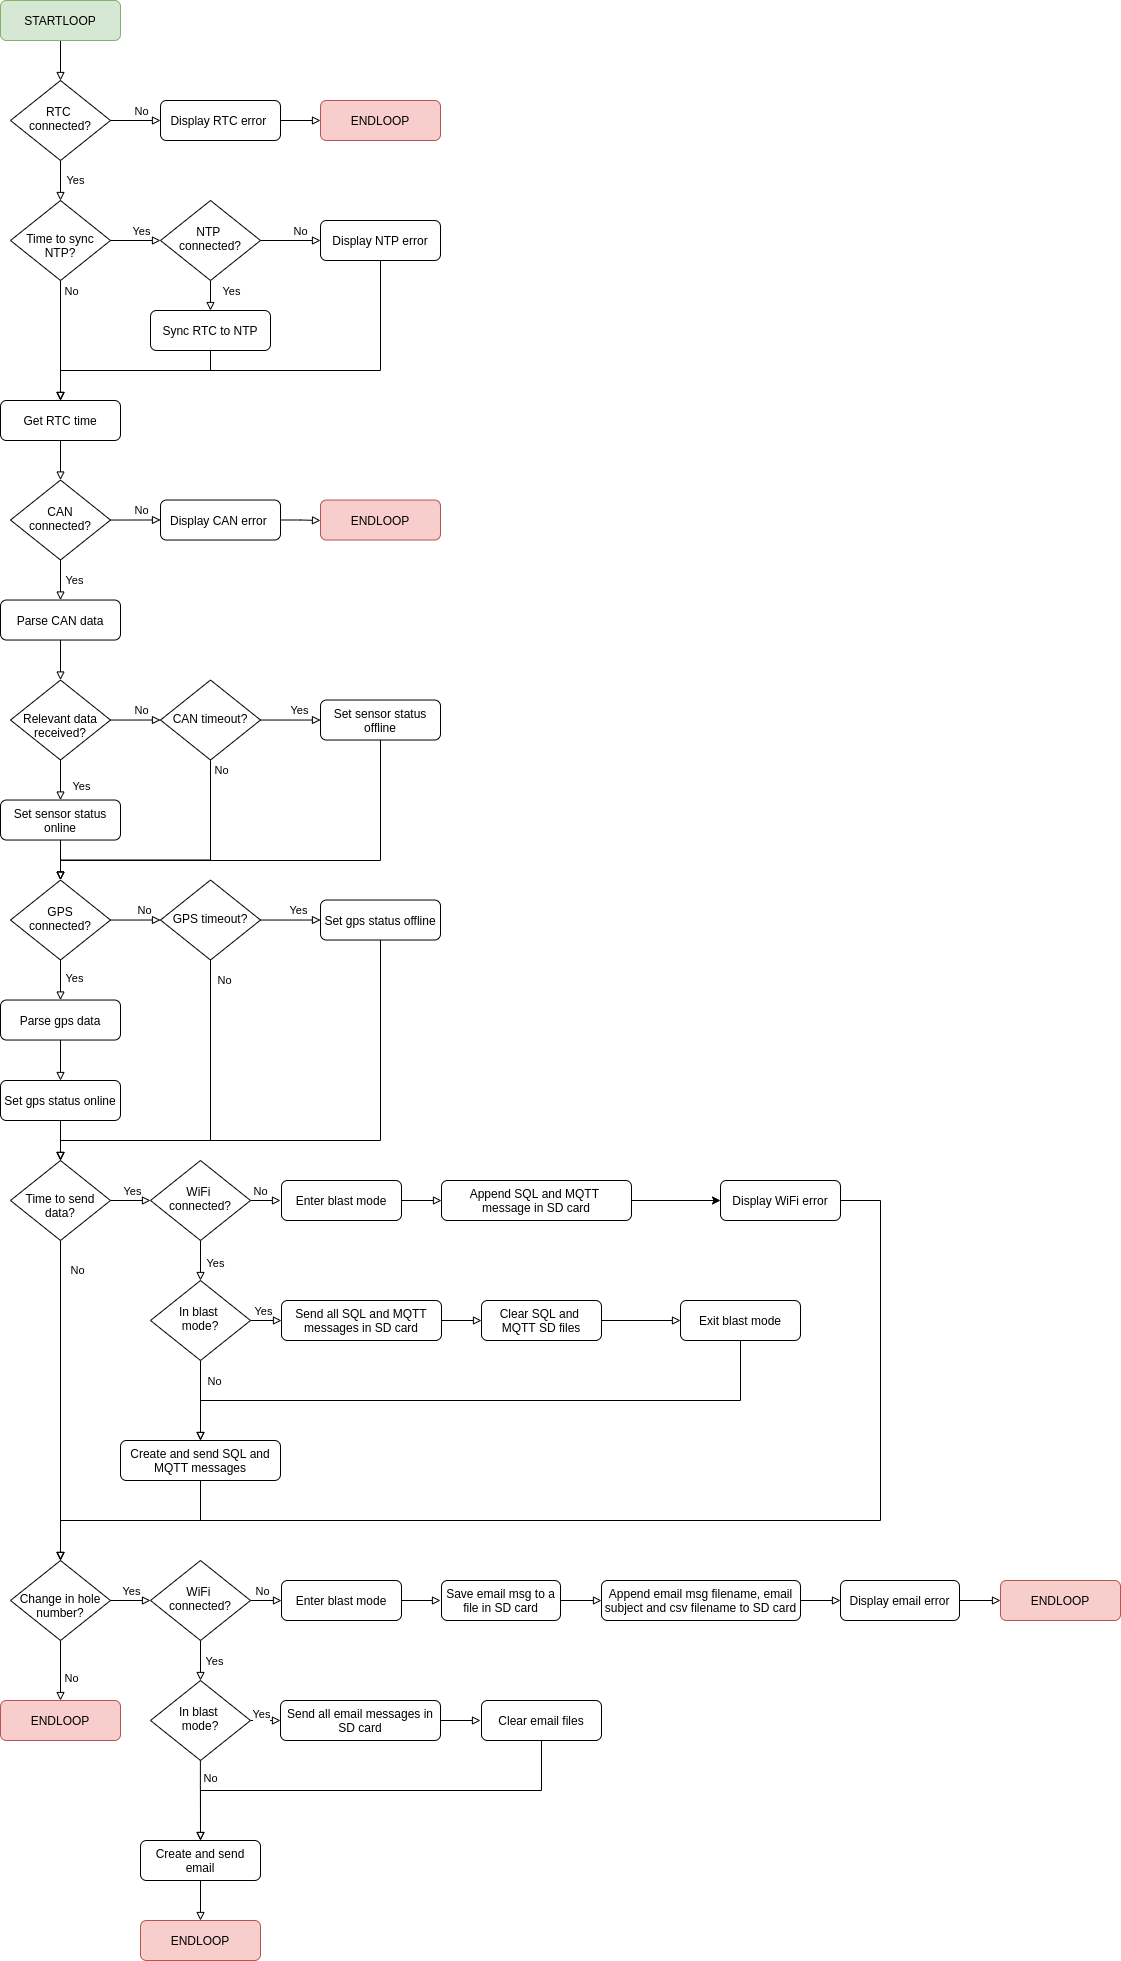 STARTLOOP
RTC
connected?
No
Display RTC error
ENDLOOP
Yes
Time to sync
NTP?
Yes
NTP
connected?
No
Display NTP error
No
Yes
Sync RTC to NTP
Get RTC time
CAN
connected?
No
Display CAN error
ENDLOOP
Yes
Parse CAN data
Relevant data
received?
No
CAN timeout?
Yes
Set sensor status
offline
No
Yes
Set sensor status
online
GPS
connected?
No
GPS timeout?
Yes
Set gps status offline
Yes
No
Parse gps data
Set gps status online
Time to send
data?
Yes
WiFi
connected?
No
Enter blast mode
Append SQL and MQTT
message in SD card
Display WiFi error
No
Yes
In blast
mode?
Yes
Send all SQL and MQTT
messages in SD card
Clear SQL and
MQTT SD files
Exit blast mode
No
Create and send SQL and
MQTT messages
Change in hole
number?
Yes
WiFi
connected?
No
Enter blast mode
Save email msg to a
file in SD card
Append email msg filename, email
subject and csv filename to SD card
Display email error
ENDLOOP
No
Yes
ENDLOOP
In blast
mode?
Yes
Send all email messages in
SD card
Clear email files
No
Create and send
email
ENDLOOP